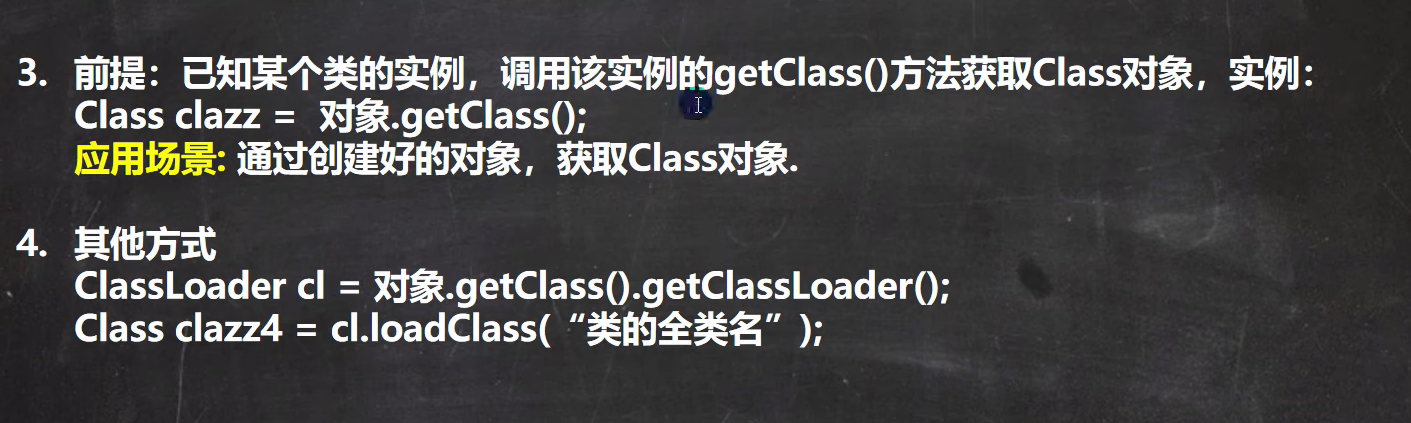 3. 前提：已知某个类的实例，调用该实例的getClass()方法获取Class对象，实例：
Class clazz = 对象.getClass();
应用场景: 通过创建好的对象，获取Class对象.
4. 其他方式
ClassLoader cl = 对象.getClass().getClassLoader();
Class clazz4 = cl.loadClass(“类的全类名”);